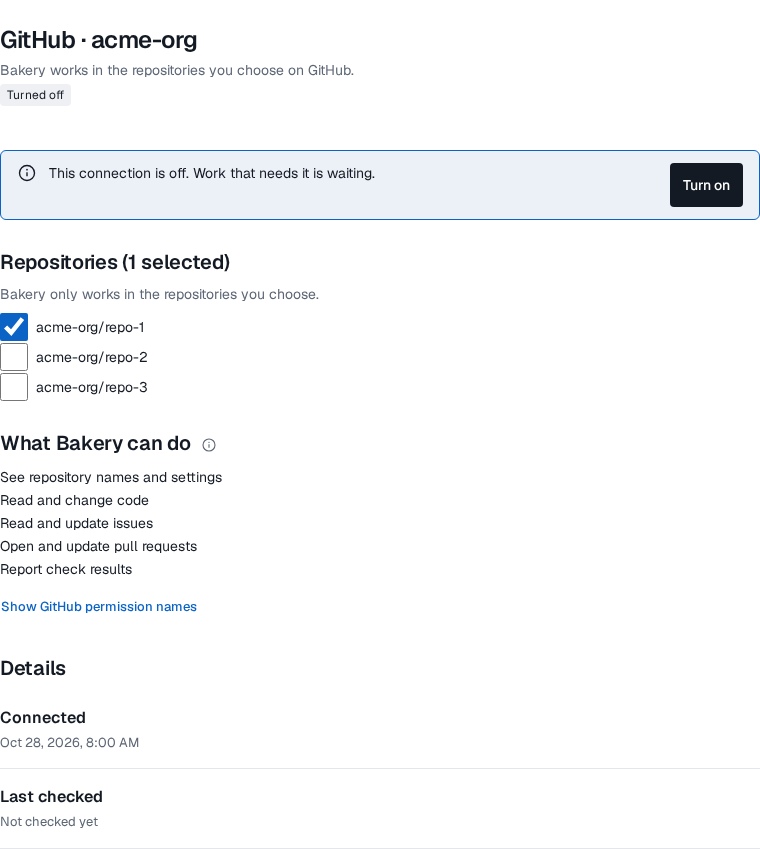 GitHub · acme-org
Bakery works in the repositories you choose on GitHub.
Turned off
This connection is off. Work that needs it is waiting.
Turn on
Repositories (1 selected)
Bakery only works in the repositories you choose.
acme-org/repo-1
acme-org/repo-2
acme-org/repo-3
What Bakery can do
See repository names and settings
Read and change code
Read and update issues
Open and update pull requests
Report check results
Show GitHub permission names
Details
Connected
Oct 28, 2026, 8:00 AM
Last checked
Not checked yet